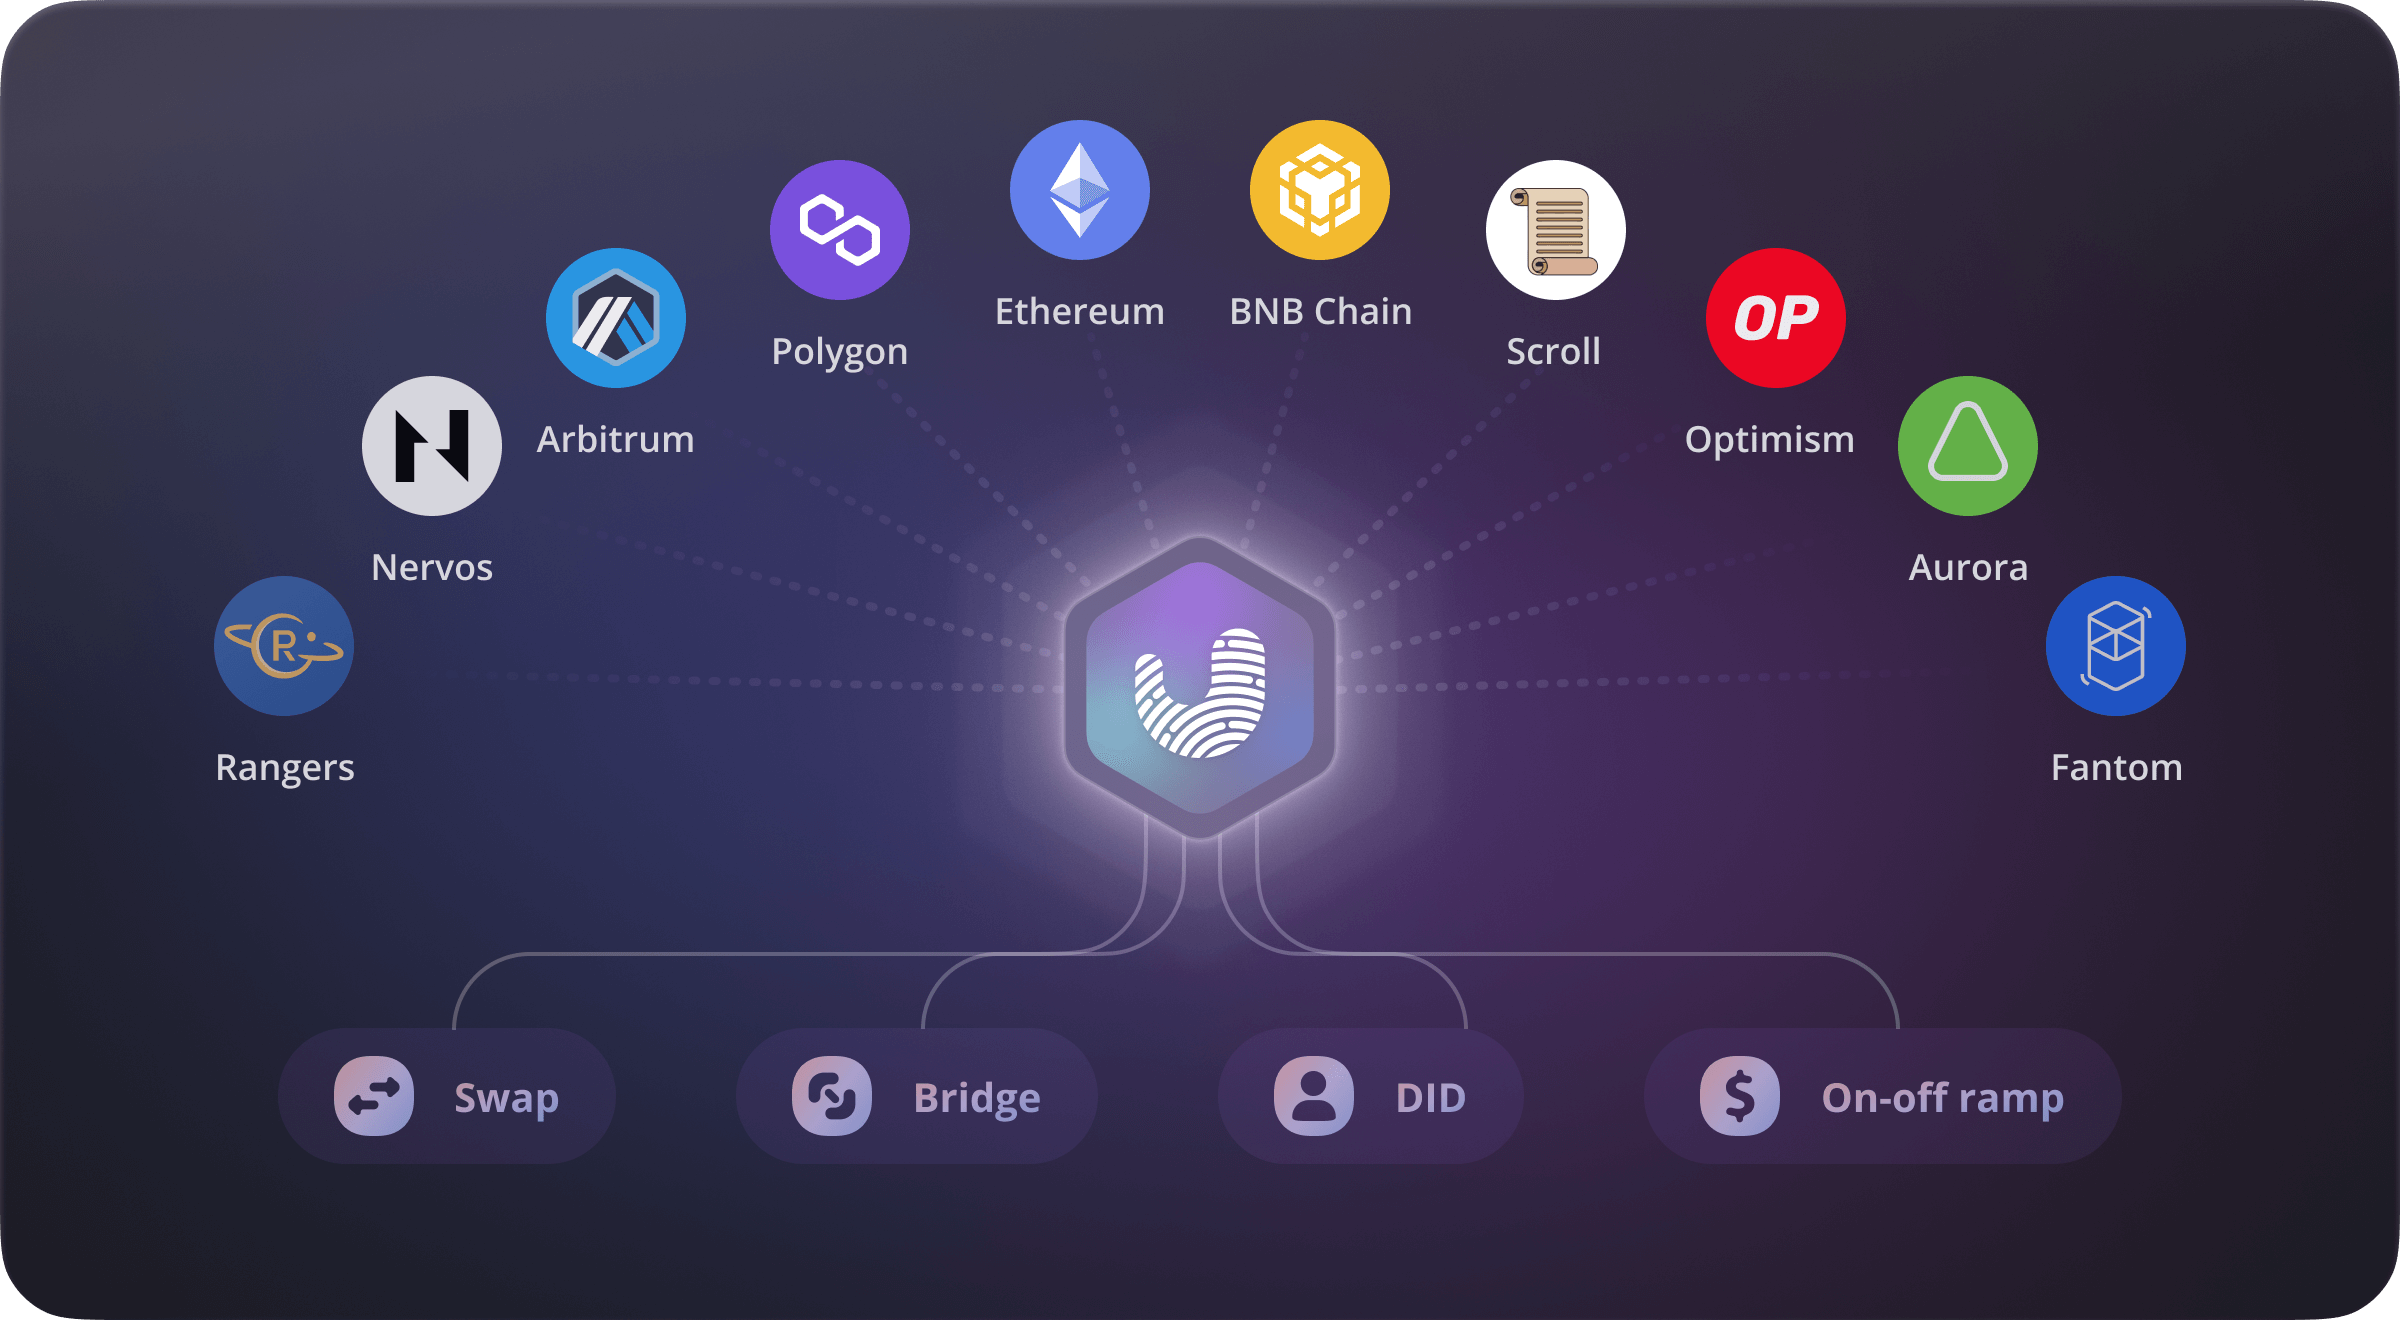 Ethereum
BNB Chain
Polygon
Scroll
OP
Arbitrum
Optimism
Nervos
Aurora
R
Rangers
Fantom
Swap
Bridge
DID
On-off ramp